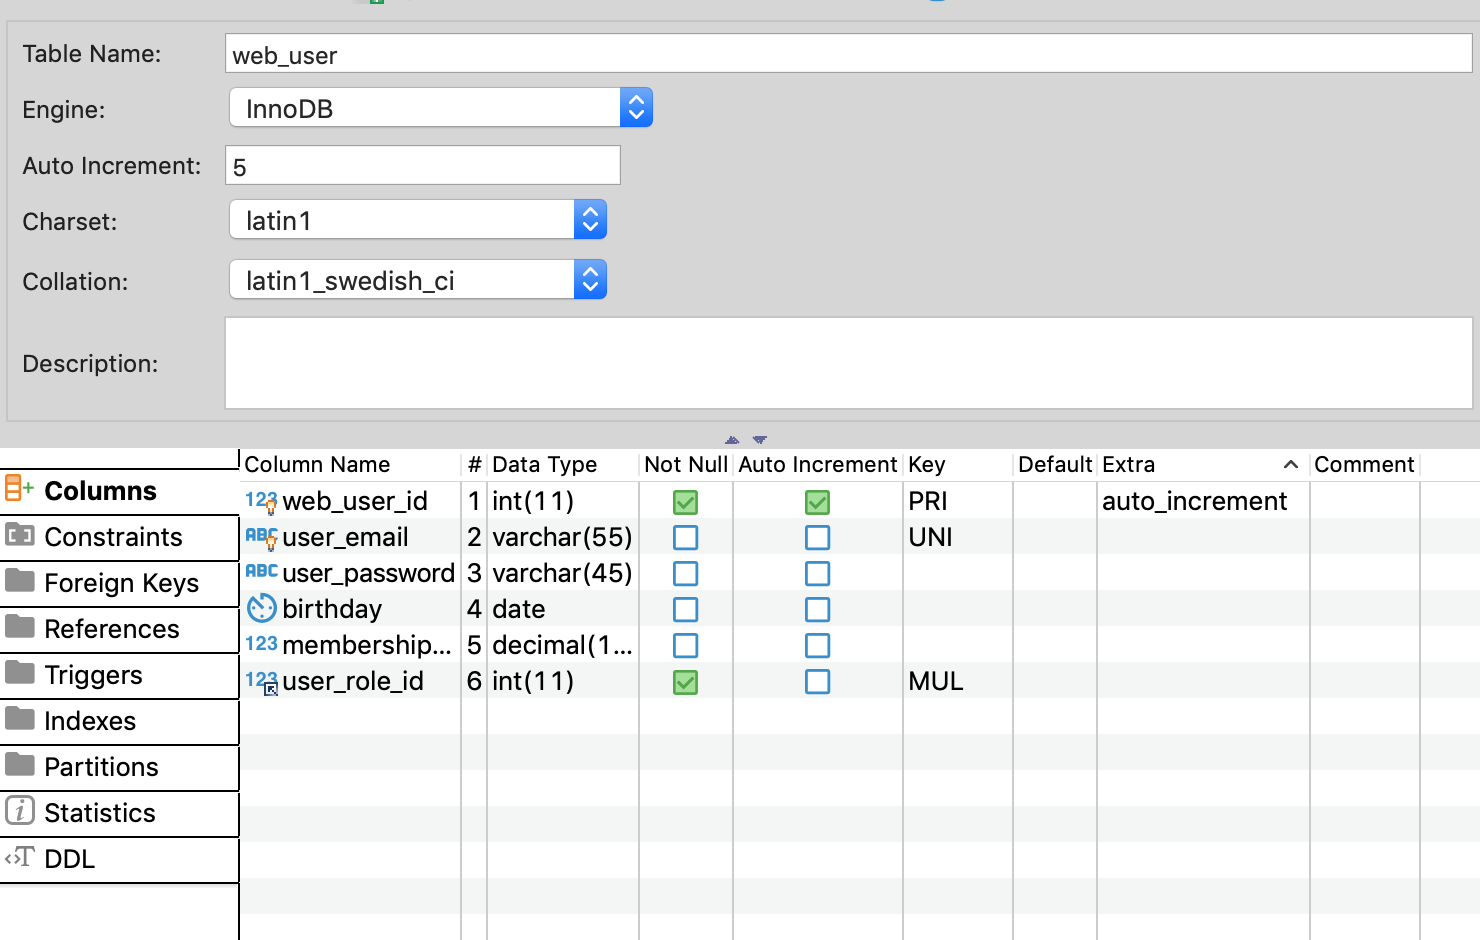 Table Name: web_user
Engine: InnoDB
Auto Increment: 5
Charset: latin1
Collation: latin1_swedish_ci
Description:
Columns
Constraints
Foreign Keys
References
Triggers
Indexes
Partitions
Statistics
DDL
Column Name # Data Type Not Null Auto Increment Key Default Extra Comment
123 web_user_id 1 int(11) PRI auto_increment
ABC user_email 2 varchar(55) UNI
ABC user_password 3 varchar(45)
birthday 4 date
123 membership... 5 decimal(1...
123 user_role_id 6 int(11) MUL